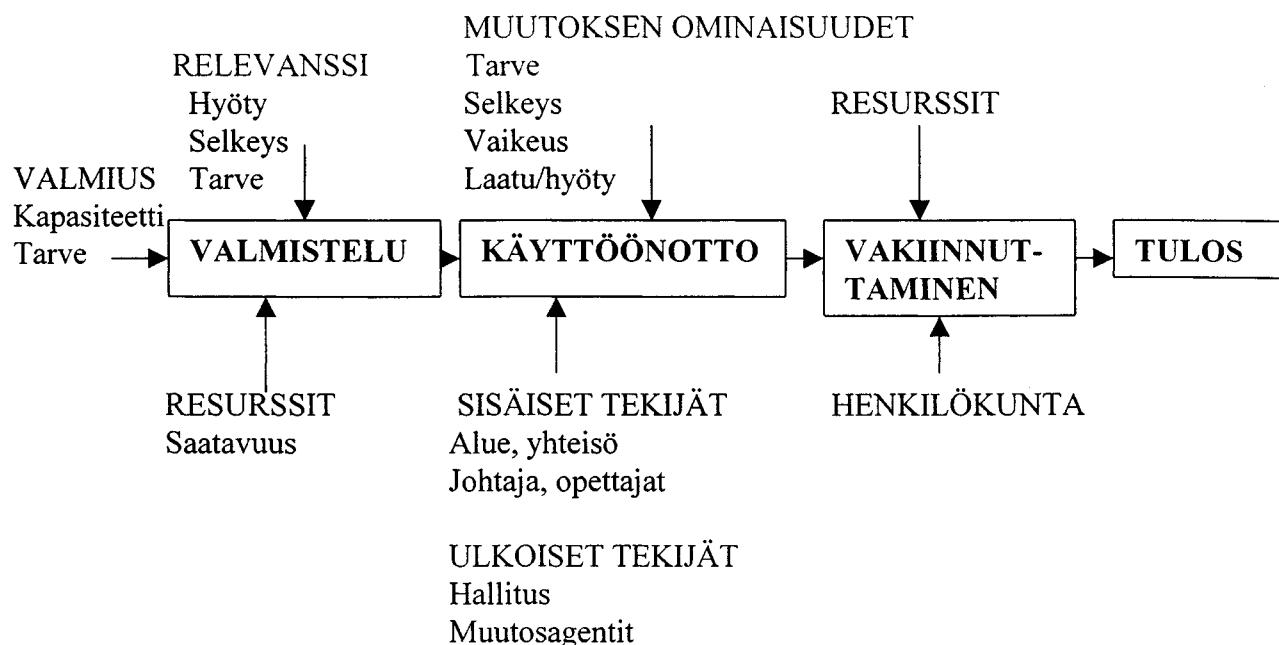 MUUTOKSEN OMINAISUUDET
Tarve
Selkeys
Vaikeus
Laatu/hyöty
RELEVANSSI
Hyöty
Selkeys
Tarve
RESURSSIT
VALMIUS
Kapasiteetti
Tarve
VALMISTELU
KÄYTTÖÖNOTTO
VAKIINNUT-
TAMINEN
TULOS
RESURSSIT
Saatavuus
SISÄISET TEKIJÄT
Alue, yhteisö
Johtaja, opettajat
HENKILÖKUNTA
ULKOISET TEKIJÄT
Hallitus
Muutosagentit